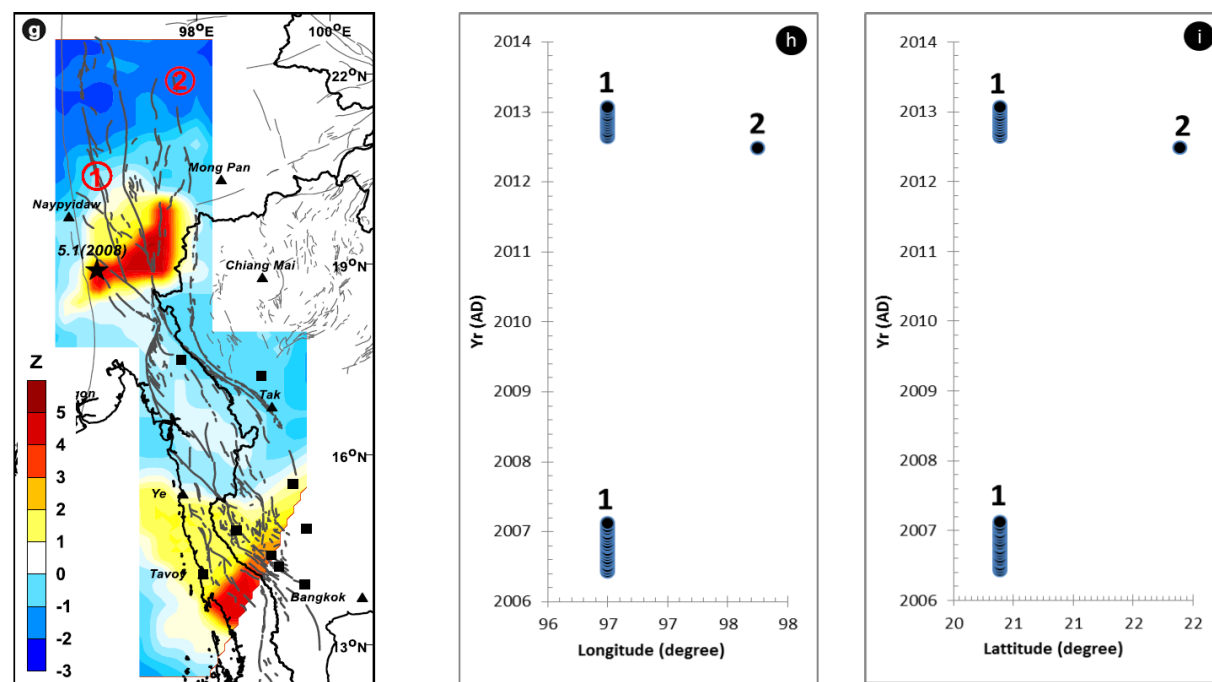 g
98°E
100°E
22°N
2
Mong Pan
1
Naypyidaw
5.1(2008)
Chiang Mai
19°N
Z
5
4
3
2
1
0
-1
-2
-3
Tak
16°N
Ye
Tavoy
Bangkok
13°N
h
2014
2013
2012
2011
2010
2009
2008
2007
2006
Yr (AD)
1
2
1
96
97
97
98
98
Longitude (degree)
i
2014
2013
2012
2011
2010
2009
2008
2007
2006
Yr (AD)
1
2
1
20
21
21
22
22
Lattitude (degree)